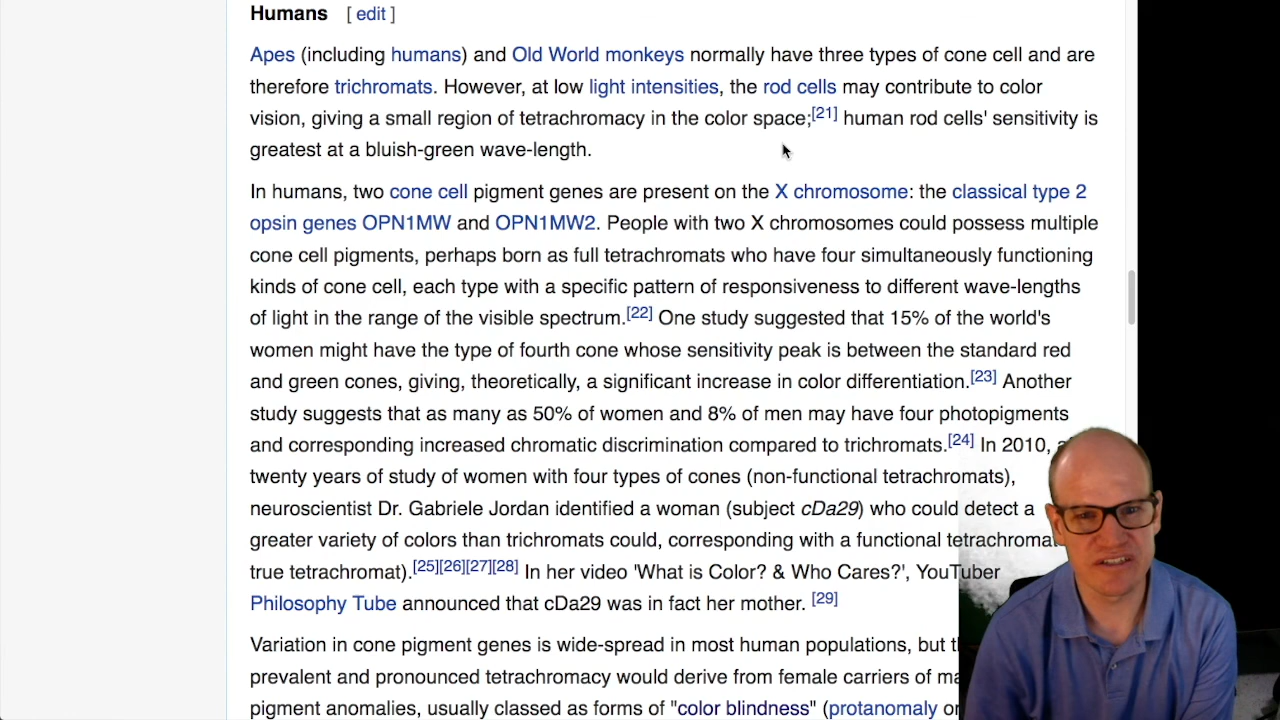 Humans [ edit ]
Apes (including humans) and Old World monkeys normally have three types of cone cell and are
therefore trichromats. However, at low light intensities, the rod cells may contribute to color
vision, giving a small region of tetrachromacy in the color space;[21] human rod cells' sensitivity is
greatest at a bluish-green wave-length.
In humans, two cone cell pigment genes are present on the X chromosome: the classical type 2
opsin genes OPN1MW and OPN1MW2. People with two X chromosomes could possess multiple
cone cell pigments, perhaps born as full tetrachromats who have four simultaneously functioning
kinds of cone cell, each type with a specific pattern of responsiveness to different wave-lengths
of light in the range of the visible spectrum.[22] One study suggested that 15% of the world's
women might have the type of fourth cone whose sensitivity peak is between the standard red
and green cones, giving, theoretically, a significant increase in color differentiation.[23] Another
study suggests that as many as 50% of women and 8% of men may have four photopigments
and corresponding increased chromatic discrimination compared to trichromats.[24] In 2010,
twenty years of study of women with four types of cones (non-functional tetrachromats),
neuroscientist Dr. Gabriele Jordan identified a woman (subject cDa29) who could detect a
greater variety of colors than trichromats could, corresponding with a functional tetrachromat
true tetrachromat).[25][26][27][28] In her video 'What is Color? & Who Cares?', YouTuber
Philosophy Tube announced that cDa29 was in fact her mother. [29]
Variation in cone pigment genes is wide-spread in most human populations, but
prevalent and pronounced tetrachromacy would derive from female carriers of
pigment anomalies, usually classed as forms of "color blindness" (protanomaly